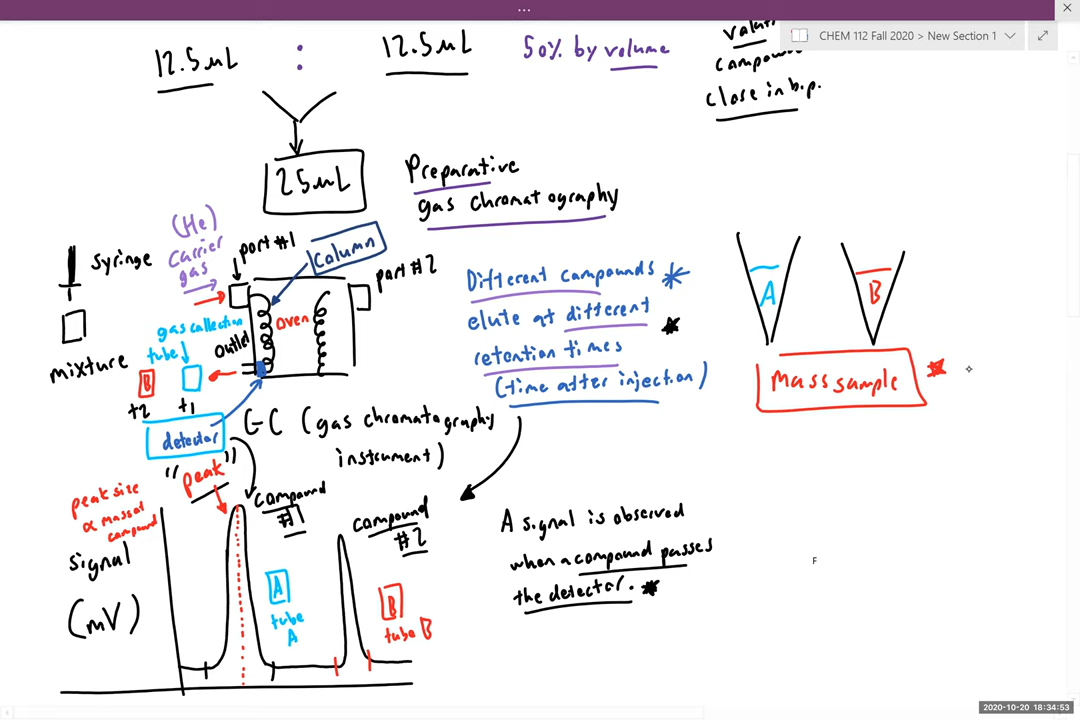 ...
CHEM 112 Fall 2020 > New Section 1
12.5 µL : 12.5 µL 50% by volume
compound
close in b.p.
25 µL
Preparative
gas chromatography
(He)
carrier
gas
port #1
column
port #2
syringe
mixture
gas collection
tube
outlet
oven
B
t2
t1
detector
GC (gas chromatography
instrument)
Different compounds
elute at different
retention times
(time after injection)
A
B
Mass sample
"peak"
peak size
∝ mass of
compound
signal
(mV)
compound
#1
compound
#2
A
tube
A
B
tube B
A signal is observed
when a compound passes
the detector.
F
2020-10-20 18:34:53